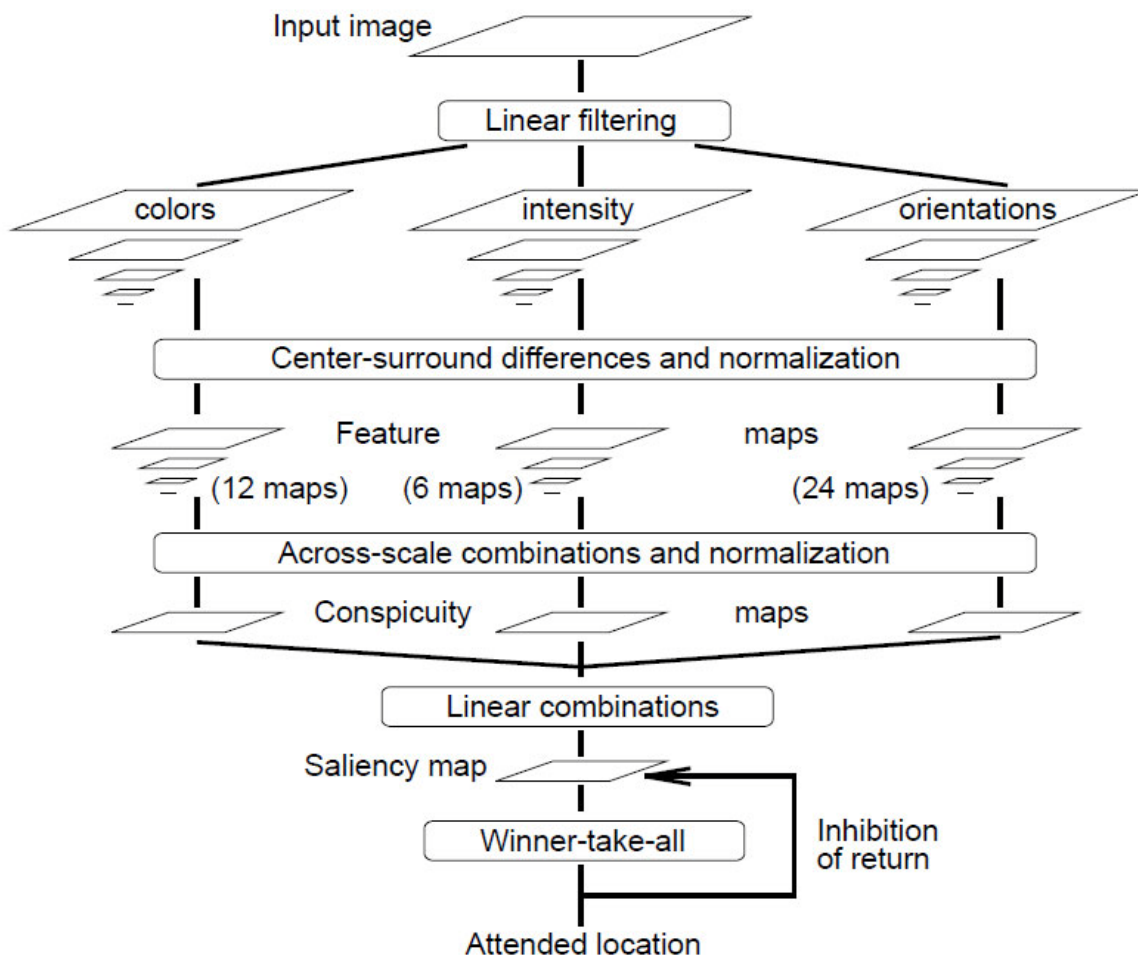 Input image
Linear filtering
colors intensity orientations
Center-surround differences and normalization
Feature maps
(12 maps) (6 maps) (24 maps)
Across-scale combinations and normalization
Conspicuity maps
Linear combinations
Saliency map
Winner-take-all
Inhibition
of return
Attended location